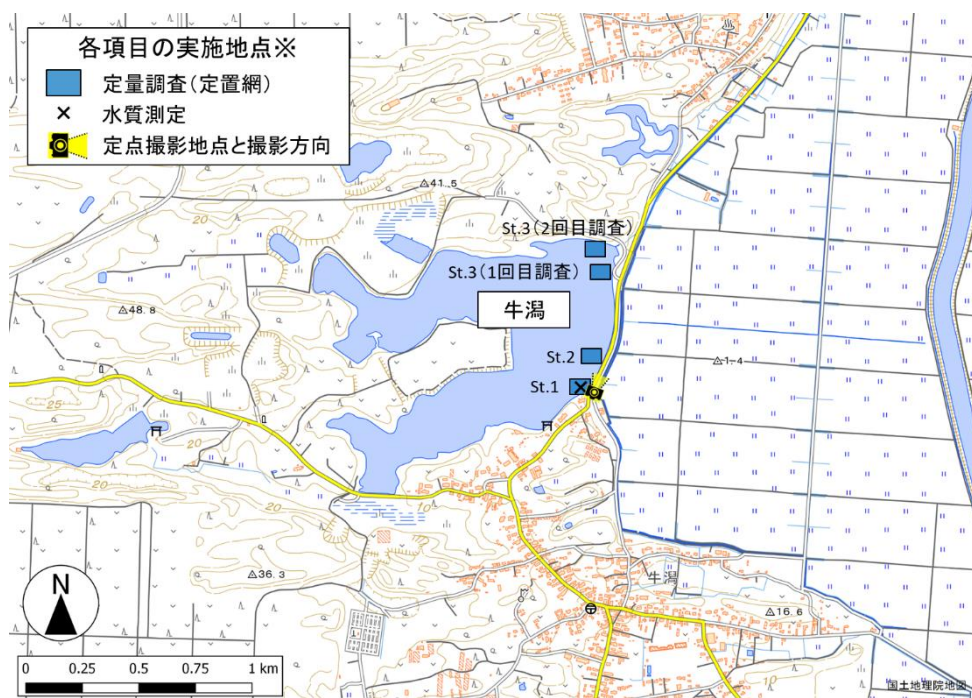 各項目の実施地点※
定量調査(定置網)
水質測定
定点撮影地点と撮影方向
41.5
20
St.3(2回目調査)
St.3(1回目調査)
牛潟
48.8
St.2
1.4
St.1
25
20
20
10
20
36.3
牛潟
16.6
10
N
0 0.25 0.5 0.75 1 km
国土地理院地図